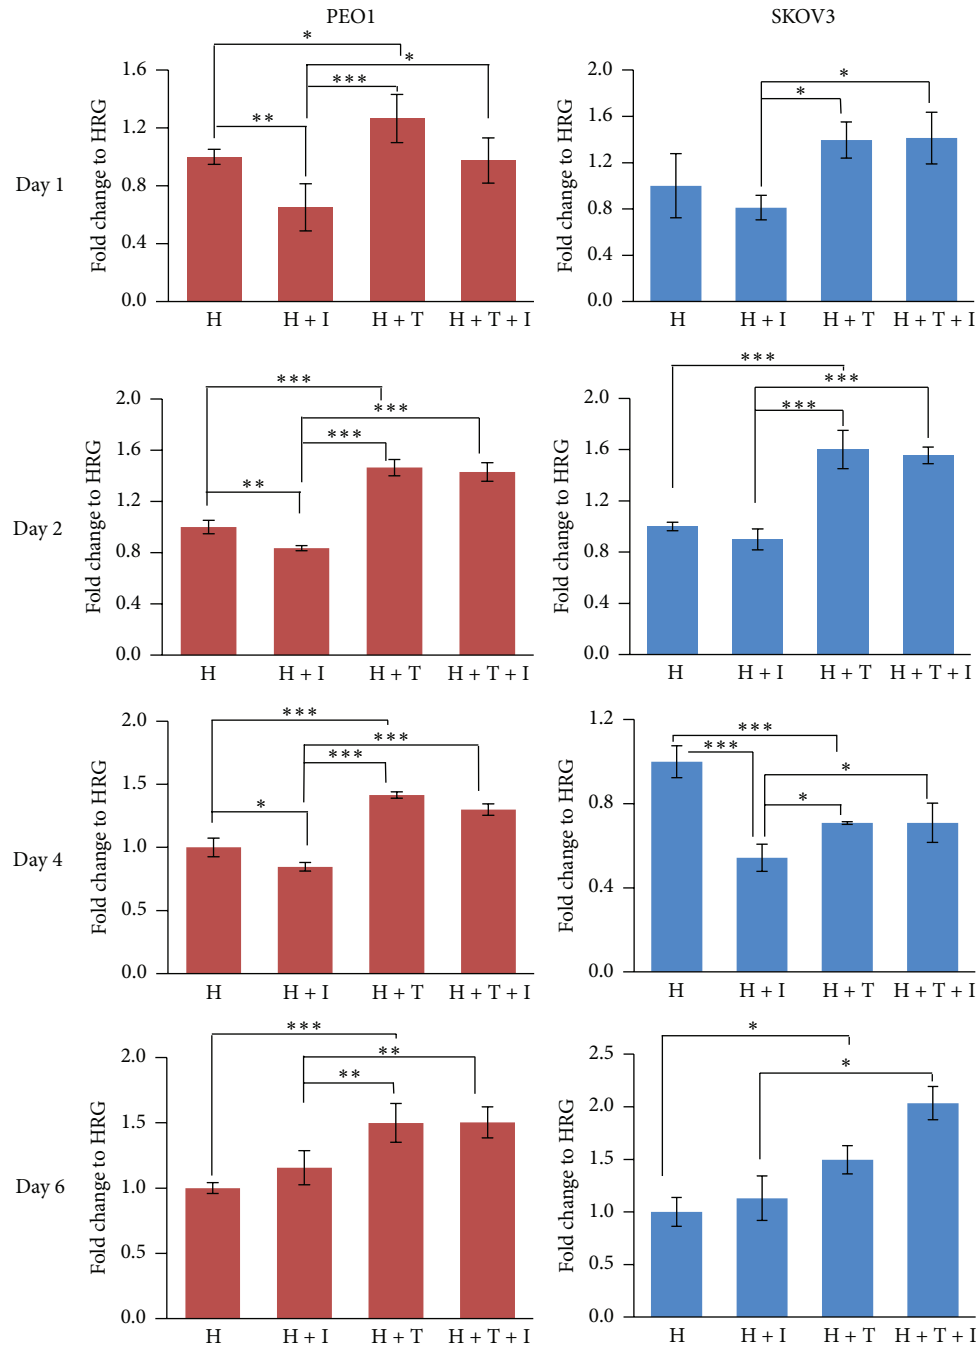 PEO1
SKOV3
Day 1
Fold change to HRG
1.6
1.2
0.8
0.4
0.0
*
*
***
**
H
H + I
H + T
H + T + I
Fold change to HRG
2.0
1.6
1.2
0.8
0.4
0.0
*
*
H
H + I
H + T
H + T + I
Day 2
Fold change to HRG
2.0
1.6
1.2
0.8
0.4
0.0
***
***
***
**
H
H + I
H + T
H + T + I
Fold change to HRG
2.0
1.6
1.2
0.8
0.4
0.0
***
***
***
H
H + I
H + T
H + T + I
Day 4
Fold change to HRG
2.0
1.5
1.0
0.5
0.0
***
***
***
*
H
H + I
H + T
H + T + I
Fold change to HRG
1.2
0.8
0.4
0.0
***
***
*
*
H
H + I
H + T
H + T + I
Day 6
Fold change to HRG
2.0
1.5
1.0
0.5
0.0
***
**
**
H
H + I
H + T
H + T + I
Fold change to HRG
2.5
2.0
1.5
1.0
0.5
0.0
*
*
H
H + I
H + T
H + T + I